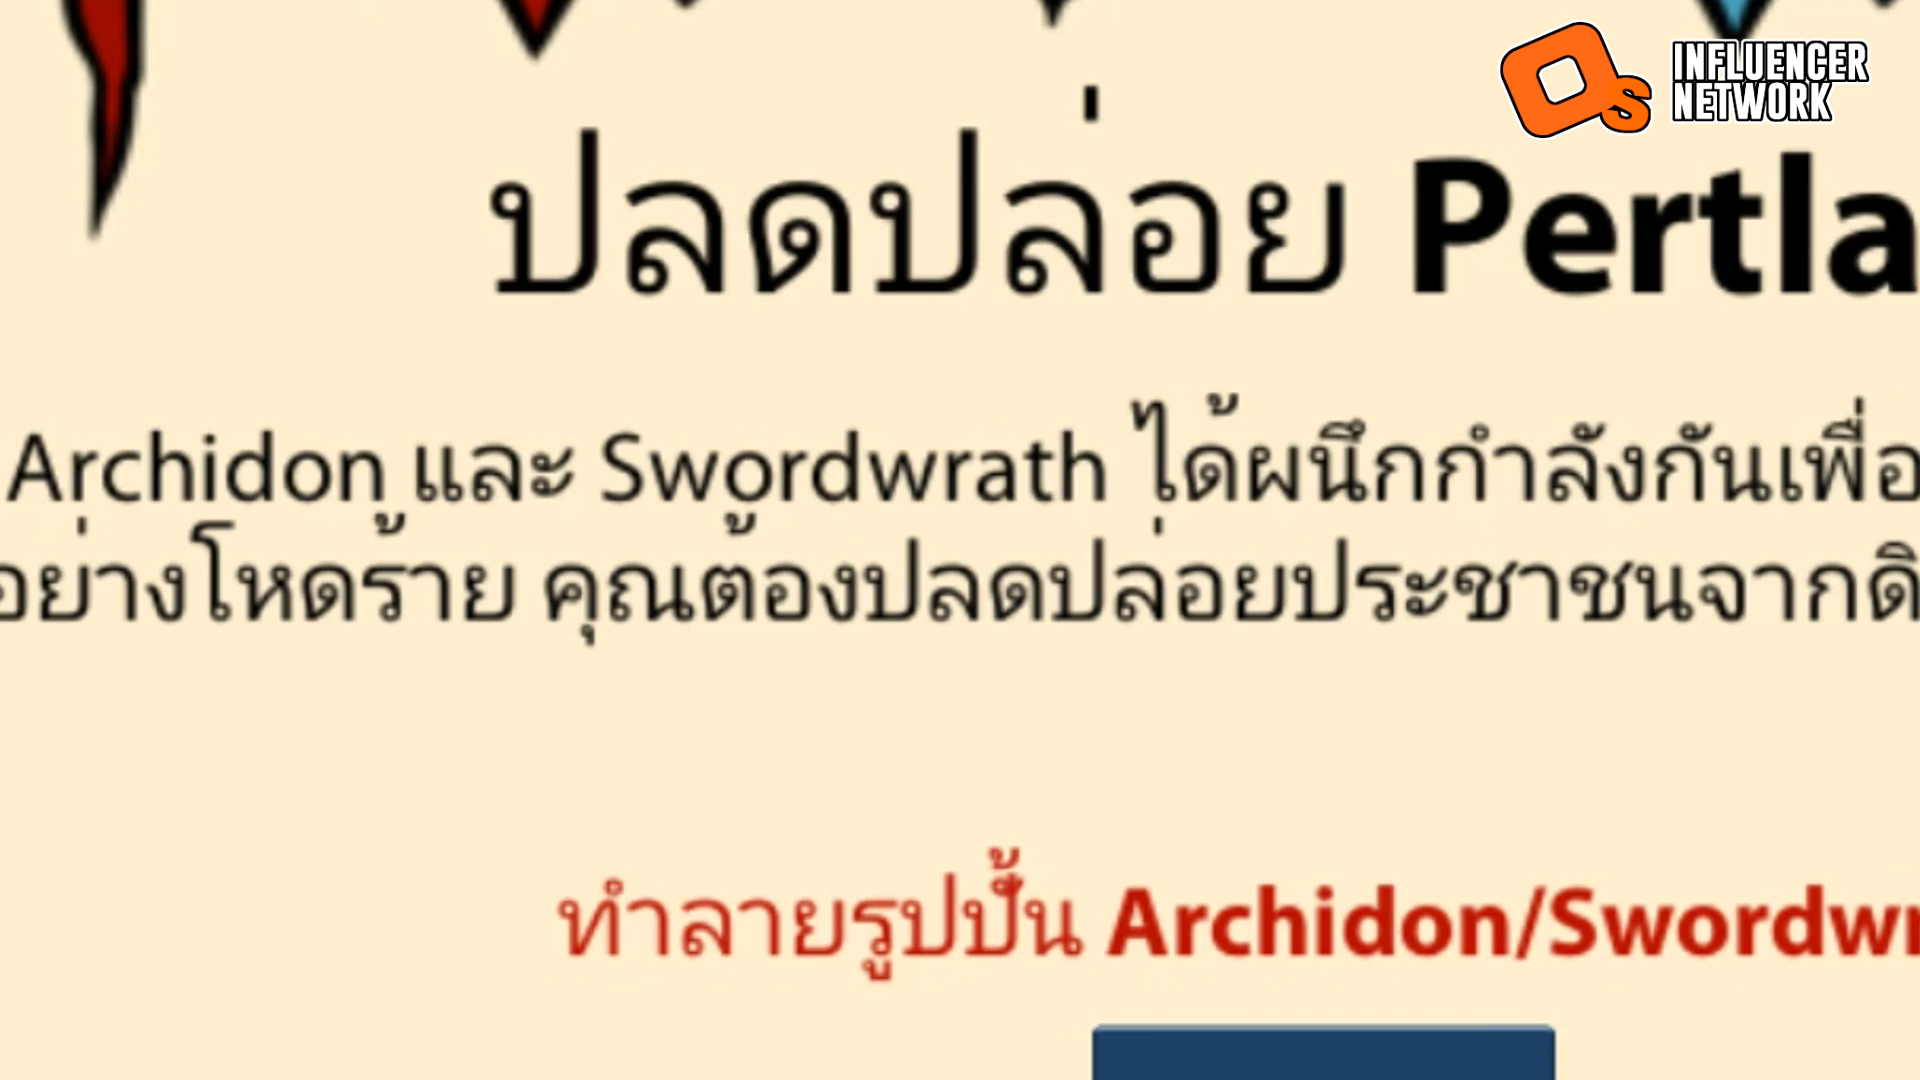 INFLUENCER
NETWORK
ปลดปล่อย Pertla
Archidon และ Swordwrath ได้ผนึกกำลังกันเพื่อ
อย่างโหดร้าย คุณต้องปลดปล่อยประชาชนจากดิ
ทำลายรูปปั้น Archidon/Swordwr